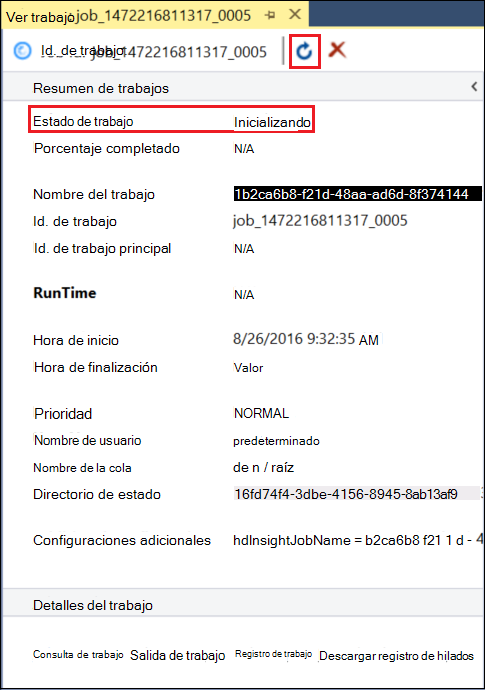 Ver trabajo job_1472216811317_0005
Id. de trabajo job_1472216811317_0005
Resumen de trabajos
Estado de trabajo Inicializando
Porcentaje completado N/A
Nombre del trabajo 1b2ca6b8-f21d-48aa-ad6d-8f374144
Id. de trabajo job_1472216811317_0005
Id. de trabajo principal N/A
RunTime N/A
Hora de inicio 8/26/2016 9:32:35 AM
Hora de finalización Valor
Prioridad NORMAL
Nombre de usuario predeterminado
Nombre de la cola de n / raíz
Directorio de estado 16fd74f4-3dbe-4156-8945-8ab13af9
Configuraciones adicionales hdInsightJobName = b2ca6b8 f21 1 d - 4
Detalles del trabajo
Consulta de trabajo Salida de trabajo Registro de trabajo Descargar registro de hilados